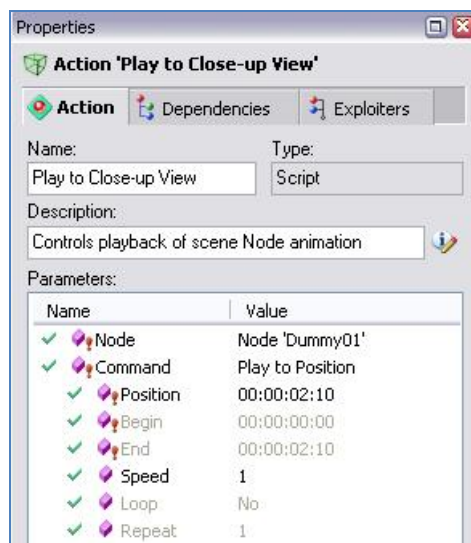 Properties
Action 'Play to Close-up View'
Action Dependencies Exploiters
Name: Type:
Play to Close-up View Script
Description:
Controls playback of scene Node animation
Parameters:
Name Value
Node Node 'Dummy01'
Command Play to Position
Position 00:00:02:10
Begin 00:00:00:00
End 00:00:02:10
Speed 1
Loop No
Repeat 1